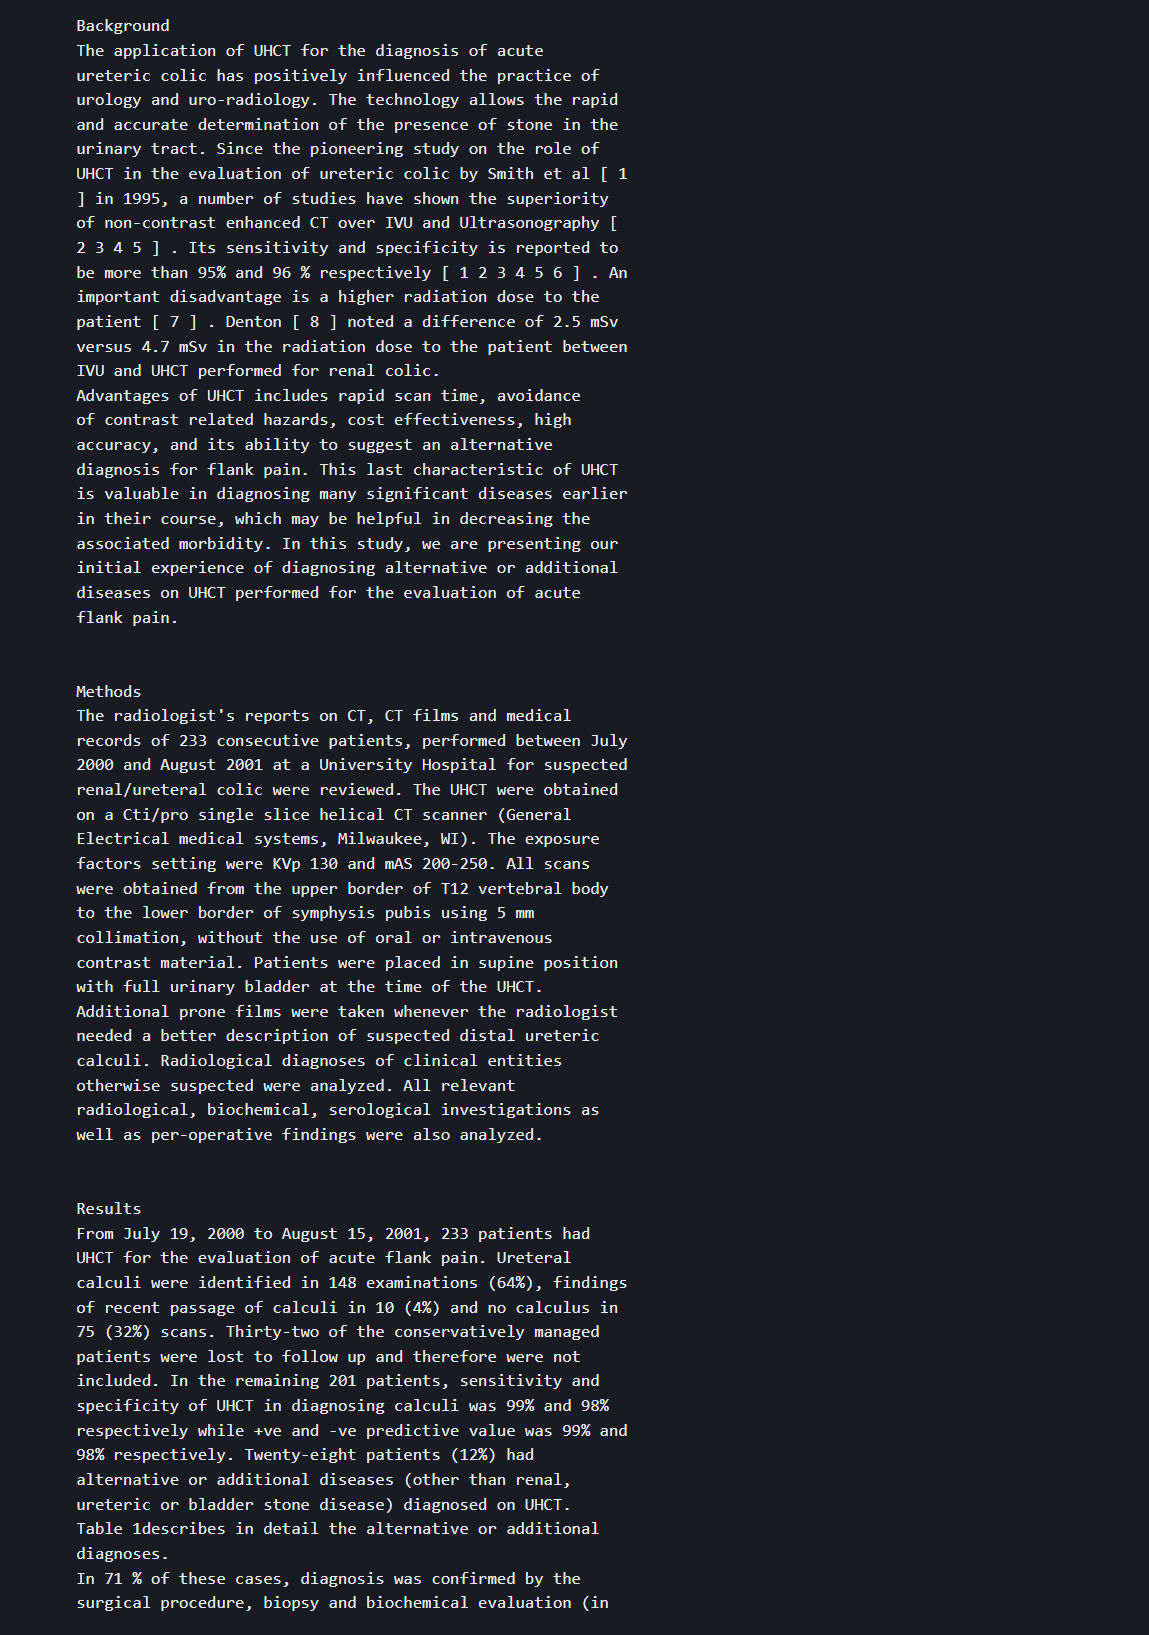 Background
The application of UHCT for the diagnosis of acute
ureteric colic has positively influenced the practice of
urology and uro-radiology. The technology allows the rapid
and accurate determination of the presence of stone in the
urinary tract. Since the pioneering study on the role of
UHCT in the evaluation of ureteric colic by Smith et al [ 1
] in 1995, a number of studies have shown the superiority
of non-contrast enhanced CT over IVU and Ultrasonography [
2 3 4 5 ] . Its sensitivity and specificity is reported to
be more than 95% and 96 % respectively [ 1 2 3 4 5 6 ] . An
important disadvantage is a higher radiation dose to the
patient [ 7 ] . Denton [ 8 ] noted a difference of 2.5 mSv
versus 4.7 mSv in the radiation dose to the patient between
IVU and UHCT performed for renal colic.
Advantages of UHCT includes rapid scan time, avoidance
of contrast related hazards, cost effectiveness, high
accuracy, and its ability to suggest an alternative
diagnosis for flank pain. This last characteristic of UHCT
is valuable in diagnosing many significant diseases earlier
in their course, which may be helpful in decreasing the
associated morbidity. In this study, we are presenting our
initial experience of diagnosing alternative or additional
diseases on UHCT performed for the evaluation of acute
flank pain.
Methods
The radiologist's reports on CT, CT films and medical
records of 233 consecutive patients, performed between July
2000 and August 2001 at a University Hospital for suspected
renal/ureteral colic were reviewed. The UHCT were obtained
on a Cti/pro single slice helical CT scanner (General
Electrical medical systems, Milwaukee, WI). The exposure
factors setting were KVp 130 and mAS 200-250. All scans
were obtained from the upper border of T12 vertebral body
to the lower border of symphysis pubis using 5 mm
collimation, without the use of oral or intravenous
contrast material. Patients were placed in supine position
with full urinary bladder at the time of the UHCT.
Additional prone films were taken whenever the radiologist
needed a better description of suspected distal ureteric
calculi. Radiological diagnoses of clinical entities
otherwise suspected were analyzed. All relevant
radiological, biochemical, serological investigations as
well as per-operative findings were also analyzed.
Results
From July 19, 2000 to August 15, 2001, 233 patients had
UHCT for the evaluation of acute flank pain. Ureteral
calculi were identified in 148 examinations (64%), findings
of recent passage of calculi in 10 (4%) and no calculus in
75 (32%) scans. Thirty-two of the conservatively managed
patients were lost to follow up and therefore were not
included. In the remaining 201 patients, sensitivity and
specificity of UHCT in diagnosing calculi was 99% and 98%
respectively while +ve and -ve predictive value was 99% and
98% respectively. Twenty-eight patients (12%) had
alternative or additional diseases (other than renal,
ureteric or bladder stone disease) diagnosed on UHCT.
Table 1describes in detail the alternative or additional
diagnoses.
In 71 % of these cases, diagnosis was confirmed by the
surgical procedure, biopsy and biochemical evaluation (in